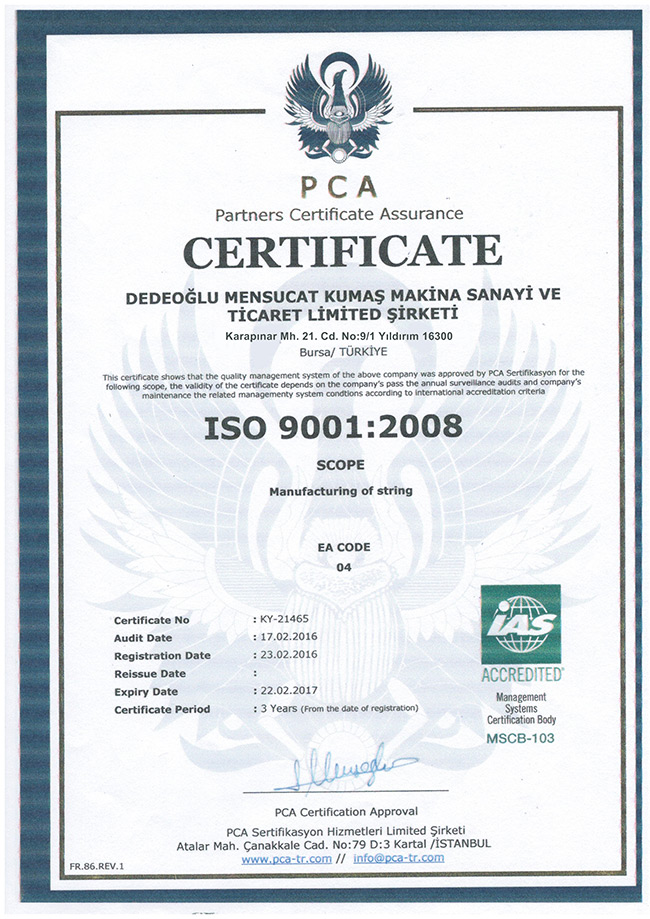 PCA
Partners Certificate Assurance
CERTIFICATE
DEDEOĞLU MENSUCAT KUMAŞ MAKİNA SANAYİ VE
TİCARET LİMİTED ŞİRKETİ
Karapınar Mh. 21. Cd. No:9/1 Yıldırım 16300
Bursa/ TÜRKİYE
This certificate shows that the quality management system of the above company was approved by PCA Sertifikasyon for the
following scope, the validity of the certificate depends on the company's pass the annual surveillance audits and company's
maintenance the related managementy system condtions according to international accreditation criteria
ISO 9001:2008
SCOPE
Manufacturing of string
EA CODE
04
Certificate No : KY-21465
Audit Date : 17.02.2016
Registration Date : 23.02.2016
Reissue Date :
Expiry Date : 22.02.2017
Certificate Period : 3 Years (From the date of registration)
IAS
ACCREDITED®
Management
Systems
Certification Body
MSCB-103
PCA Certification Approval
PCA Sertifikasyon Hizmetleri Limited Şirketi
Atalar Mah. Çanakkale Cad. No:79 D:3 Kartal /İSTANBUL
www.pca-tr.com // info@pca-tr.com
FR.86.REV.1